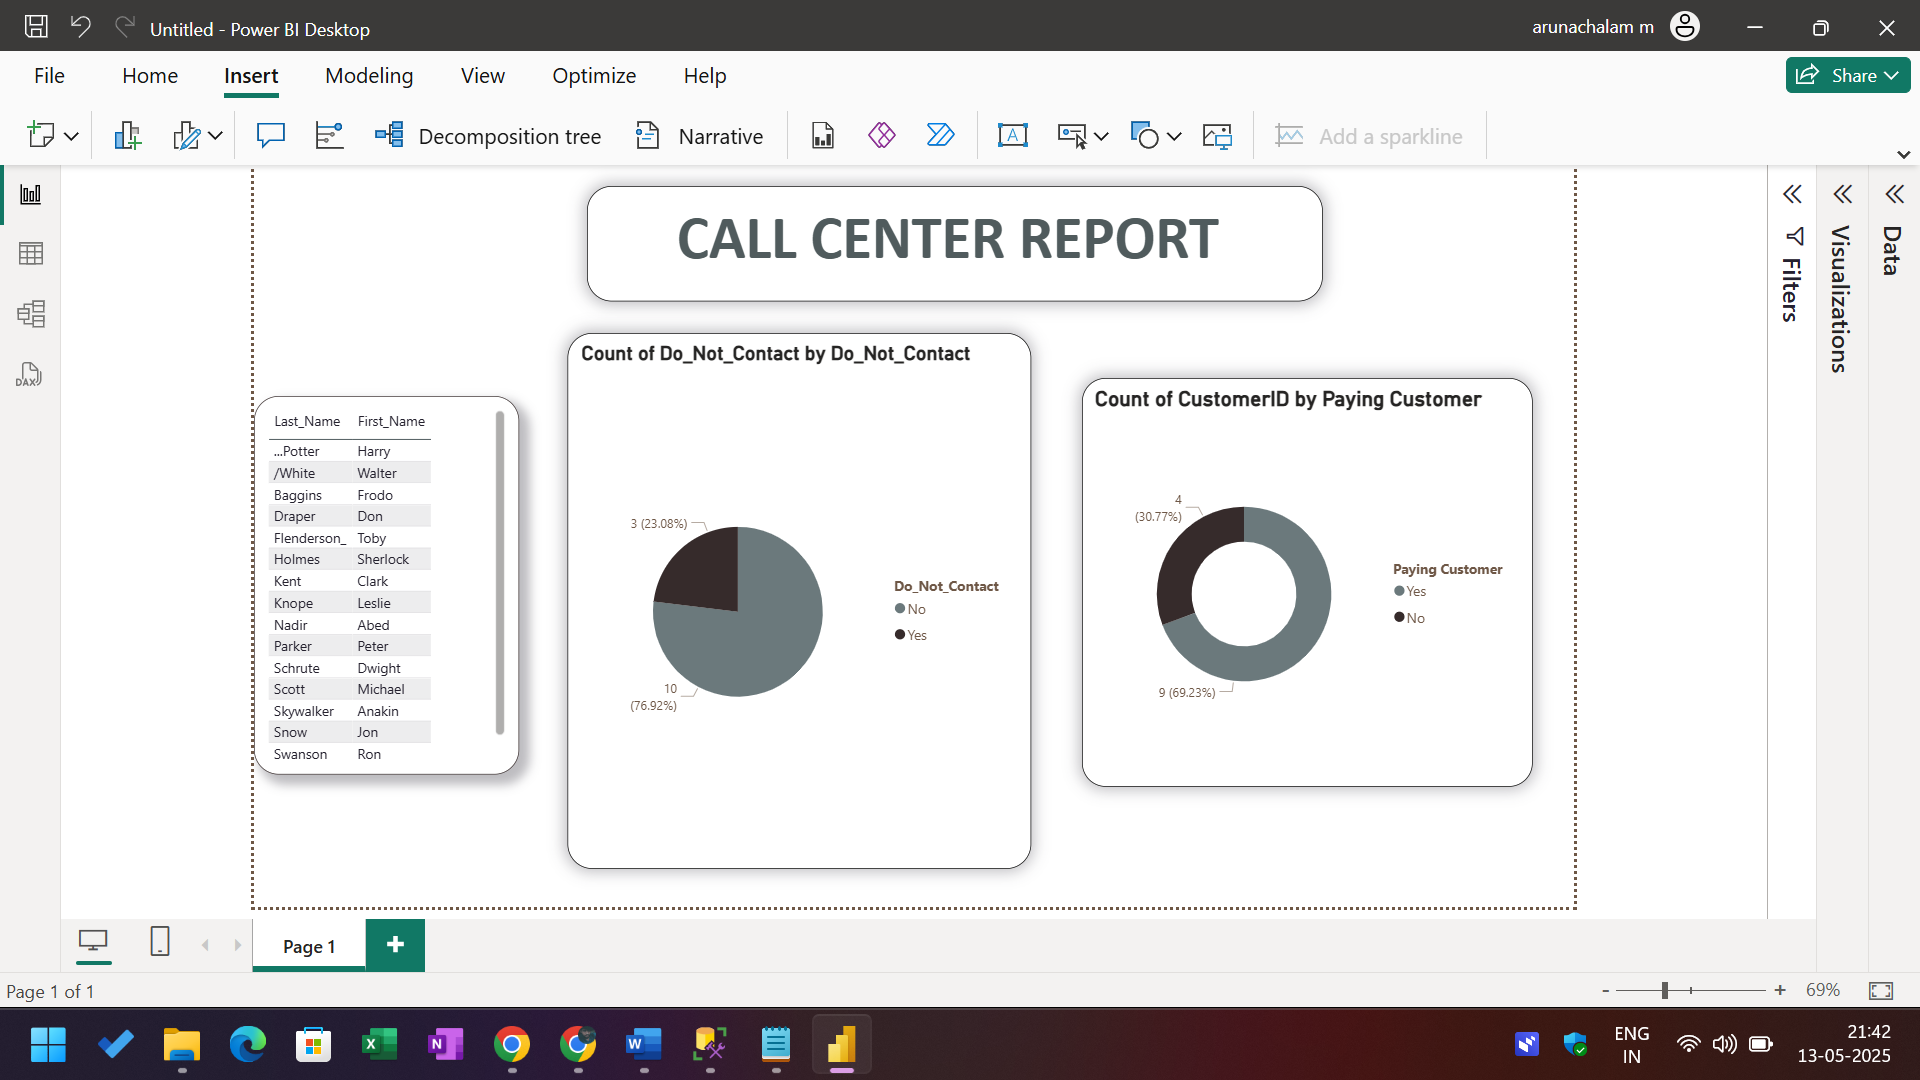 Untitled - Power BI Desktop
arunachalam m
File Home Insert Modeling View Optimize Help
Share
Decomposition tree
Narrative
Add a sparkline
DAX
CALL CENTER REPORT
Last_Name First_Name
...Potter Harry
/White Walter
Baggins Frodo
Draper Don
Flenderson_ Toby
Holmes Sherlock
Kent Clark
Knope Leslie
Nadir Abed
Parker Peter
Schrute Dwight
Scott Michael
Skywalker Anakin
Snow Jon
Swanson Ron
Count of Do_Not_Contact by Do_Not_Contact
3 (23.08%)
10
(76.92%)
Do_Not_Contact
No
Yes
Count of CustomerID by Paying Customer
4
(30.77%)
9 (69.23%)
Paying Customer
Yes
No
Filters
Visualizations
Data
Page 1
+
Page 1 of 1
- + 69%
ENG
IN
21:42
13-05-2025